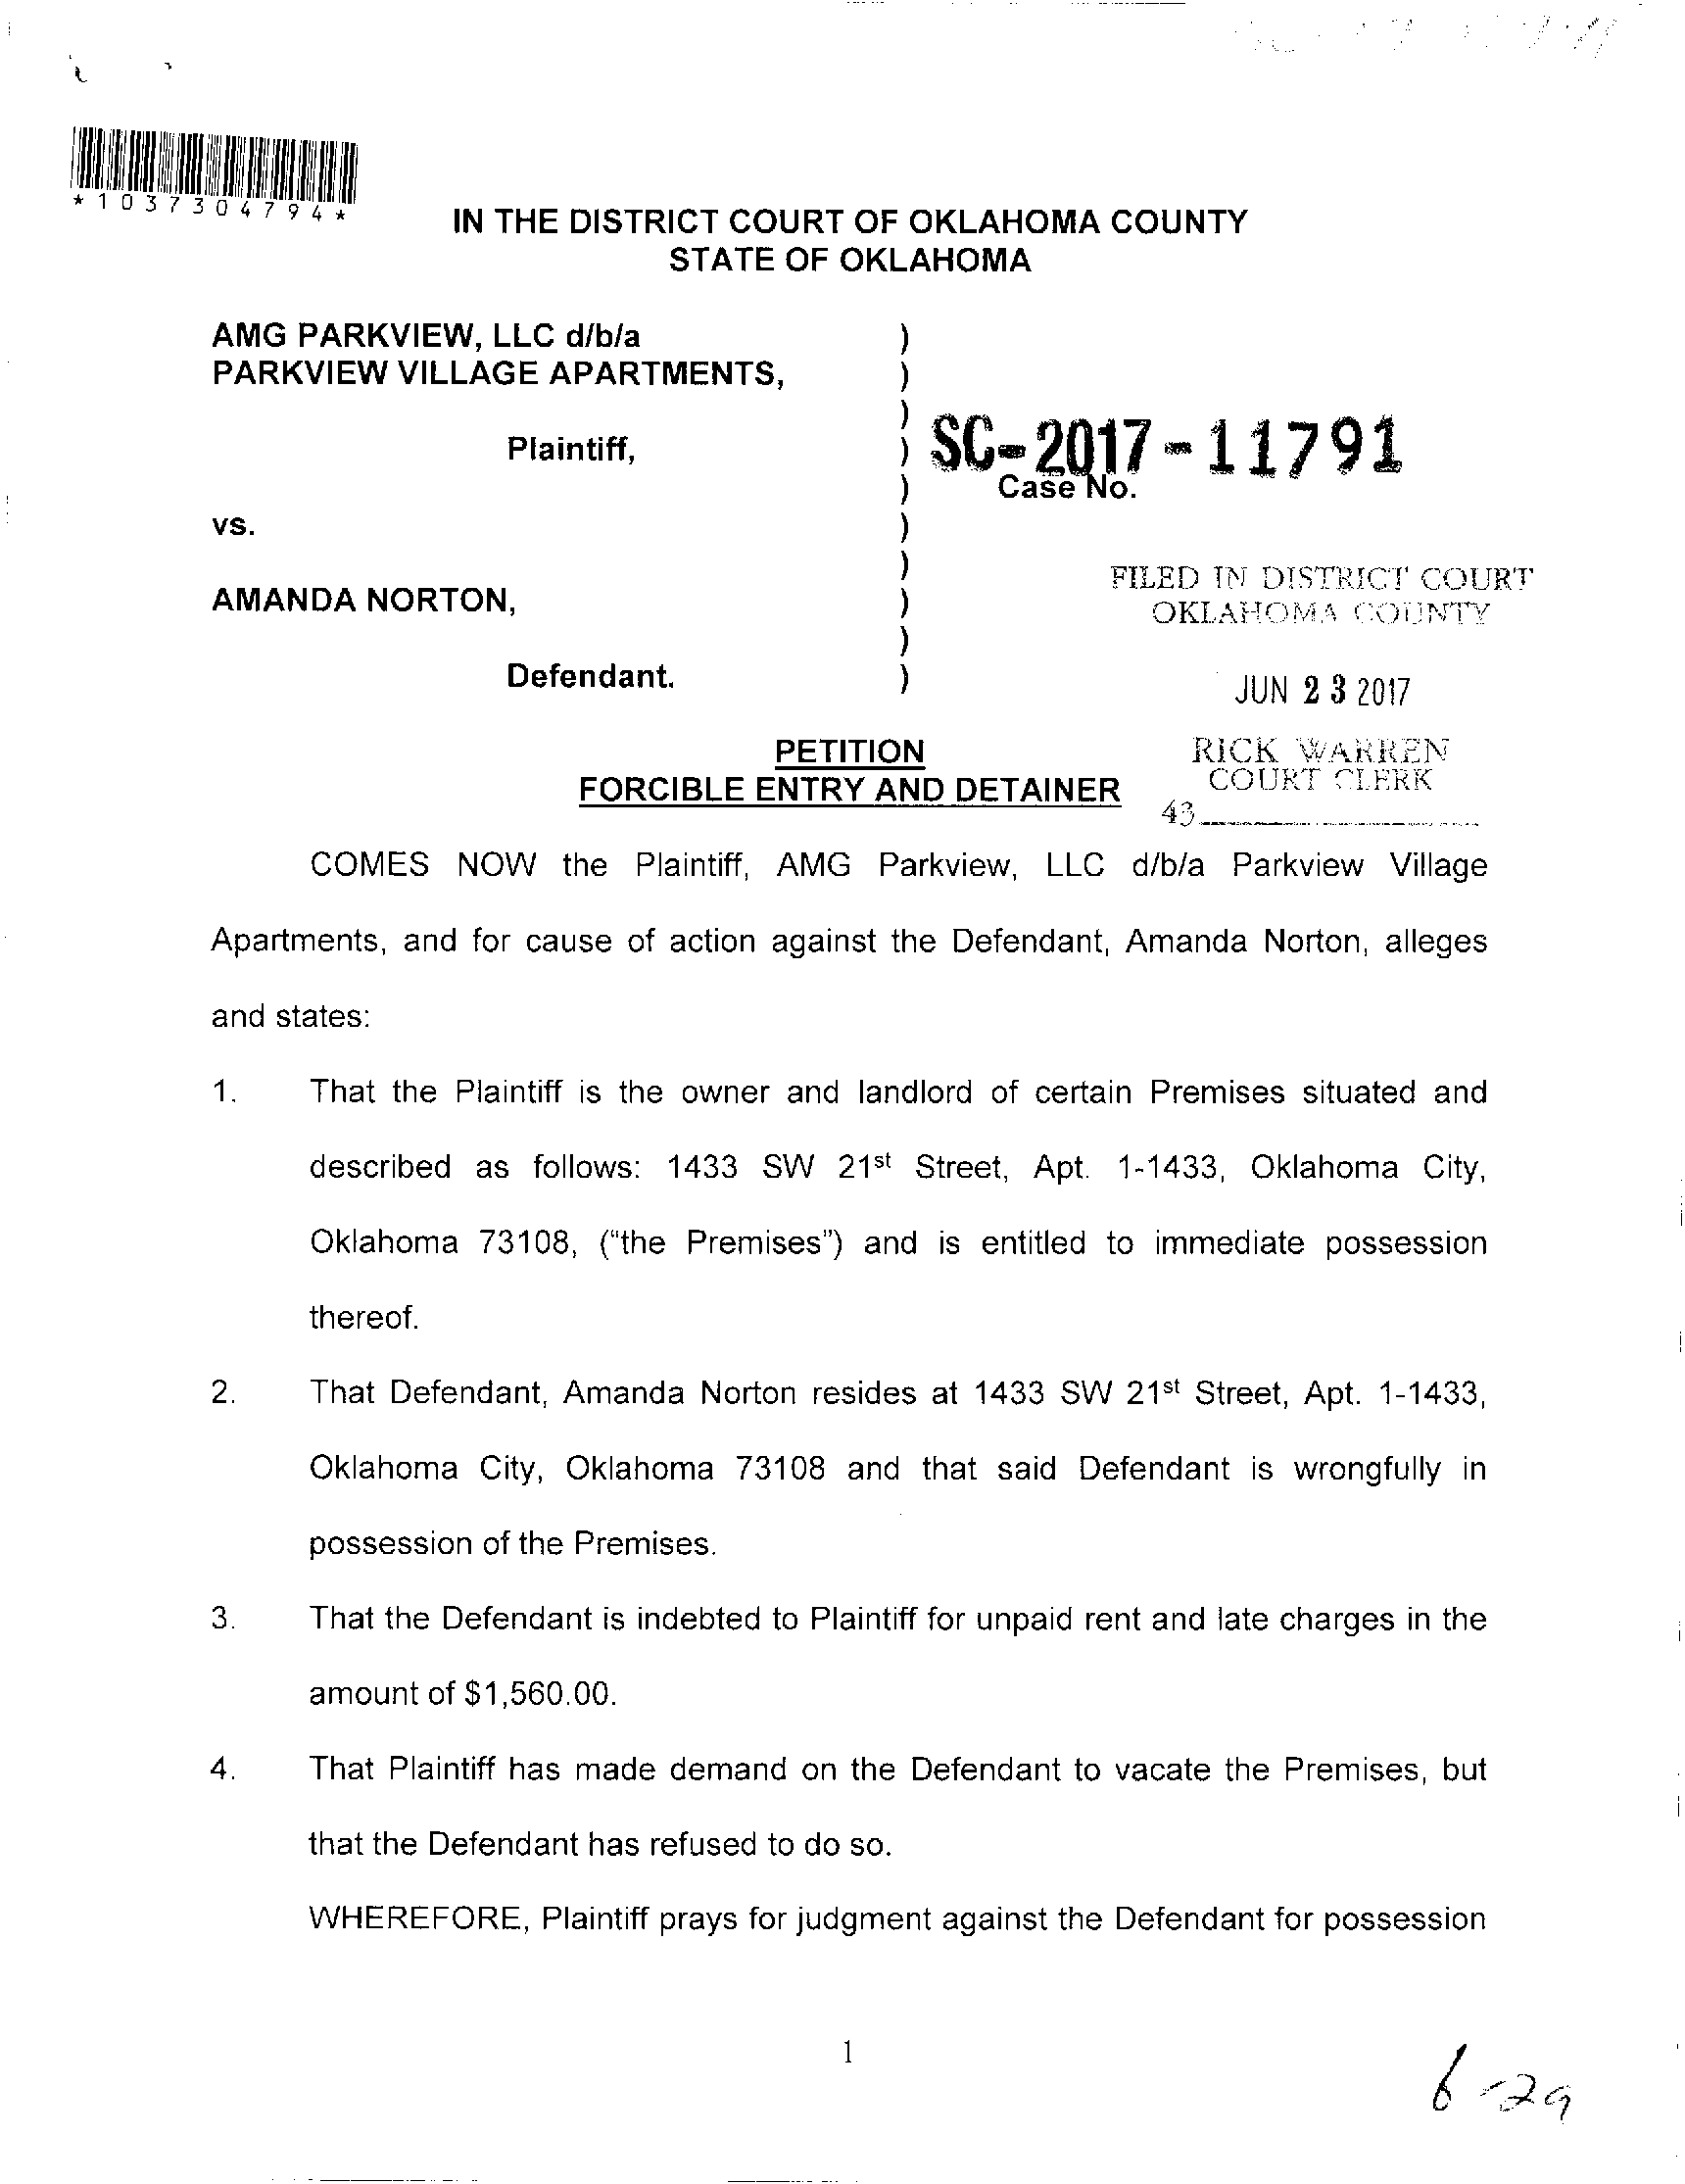 *1037304794*
IN THE DISTRICT COURT OF OKLAHOMA COUNTY
STATE OF OKLAHOMA
AMG PARKVIEW, LLC d/b/a )
PARKVIEW VILLAGE APARTMENTS, )
)
Plaintiff, ) SC-2017-11791
) Case No.
vs. )
)
FILED IN DISTRICT COURT
AMANDA NORTON, )
OKLAHOMA COUNTY
)
Defendant. )
JUN 23 2017
PETITION
RICK WARREN
FORCIBLE ENTRY AND DETAINER
COURT CLERK
43
COMES NOW the Plaintiff, AMG Parkview, LLC d/b/a Parkview Village
Apartments, and for cause of action against the Defendant, Amanda Norton, alleges
and states:
1. That the Plaintiff is the owner and landlord of certain Premises situated and
described as follows: 1433 SW 21st Street, Apt. 1-1433, Oklahoma City,
Oklahoma 73108, ("the Premises") and is entitled to immediate possession
thereof.
2. That Defendant, Amanda Norton resides at 1433 SW 21st Street, Apt. 1-1433,
Oklahoma City, Oklahoma 73108 and that said Defendant is wrongfully in
possession of the Premises.
3. That the Defendant is indebted to Plaintiff for unpaid rent and late charges in the
amount of $1,560.00.
4. That Plaintiff has made demand on the Defendant to vacate the Premises, but
that the Defendant has refused to do so.
WHEREFORE, Plaintiff prays for judgment against the Defendant for possession
1
6-29